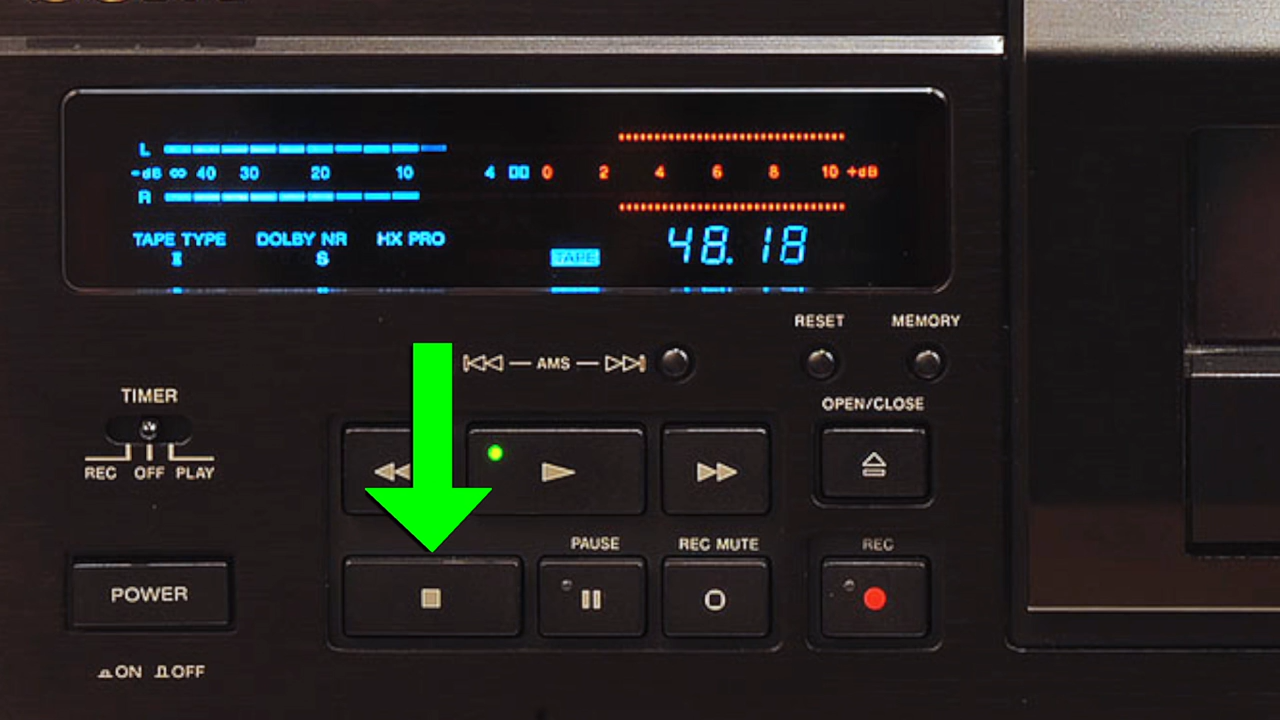 L
-dB ∞ 40 30 20 10 4 0 2 4 6 8 10 +dB
R
TAPE TYPE DOLBY NR HX PRO
II S TAPE 48.18
RESET MEMORY
AMS
TIMER
OPEN/CLOSE
REC OFF PLAY
PAUSE REC MUTE REC
POWER
ON OFF